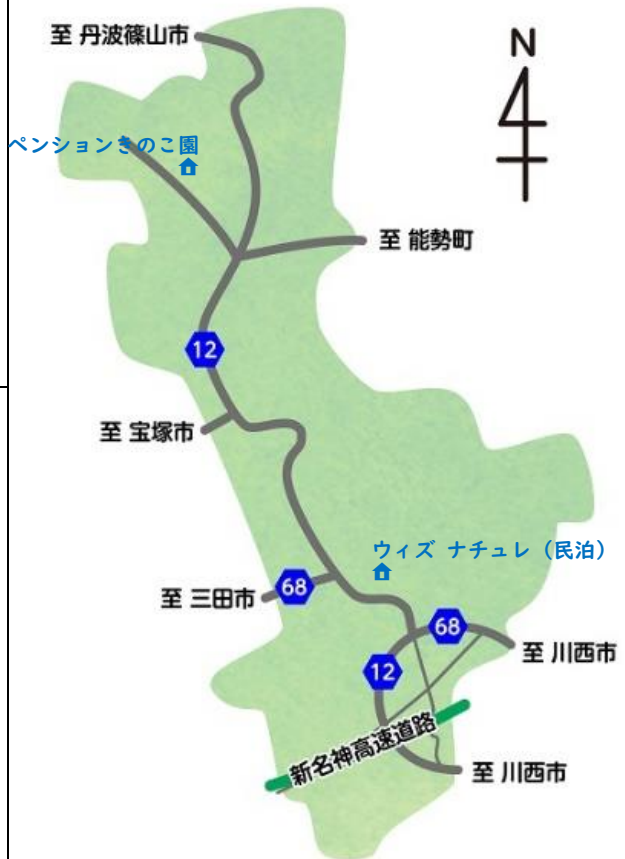 至 丹波篠山市
N
ペンションきのこ園
至 能勢町
12
至 宝塚市
ウィズ ナチュレ（民泊）
68
至 三田市
68
至 川西市
12
新名神高速道路
至 川西市